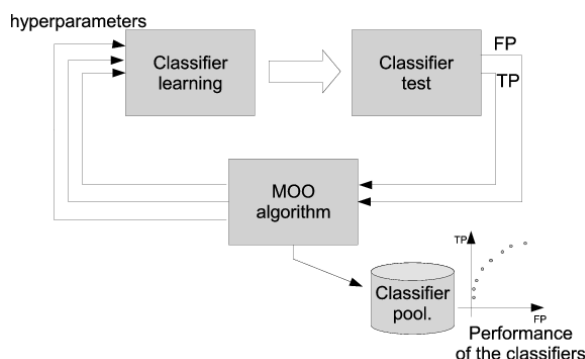 hyperparameters
Classifier
learning
Classifier
test
FP
TP
MOO
algorithm
Classifier
pool.
TP
FP
Performance
of the classifiers